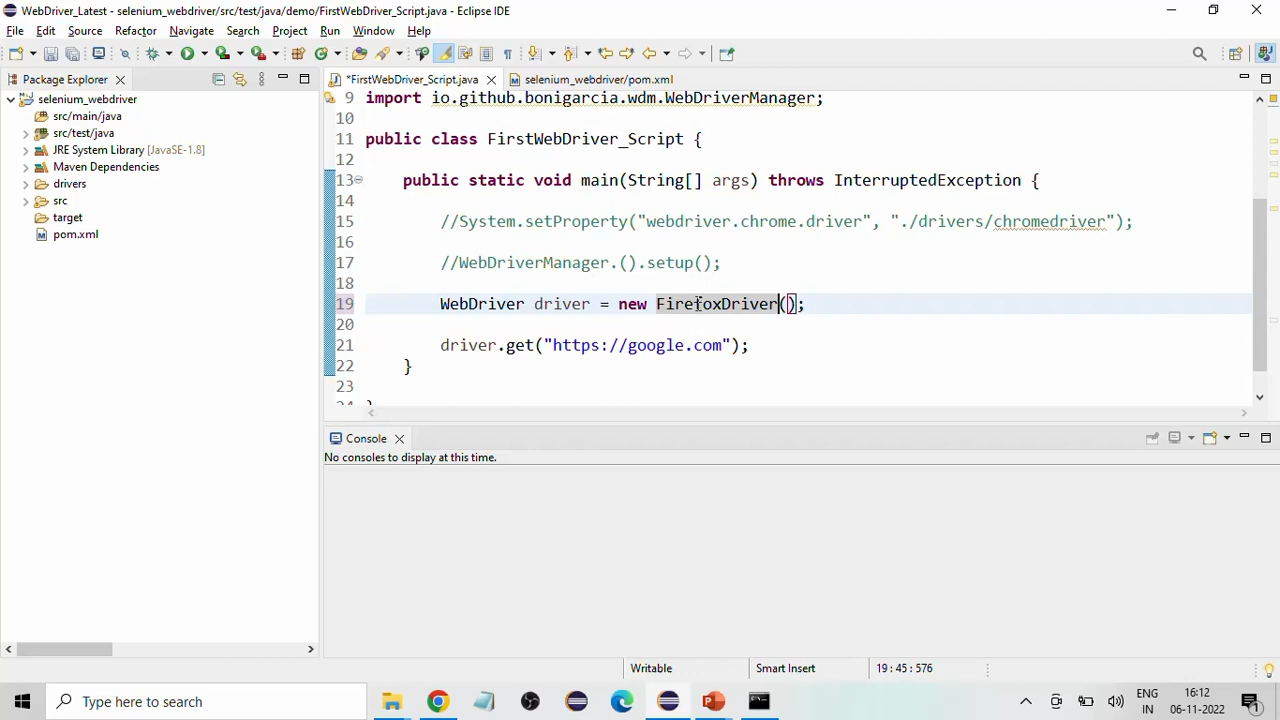 WebDriver_Latest - selenium_webdriver/src/test/java/demo/FirstWebDriver_Script.java - Eclipse IDE
File Edit Source Refactor Navigate Search Project Run Window Help
Package Explorer
selenium_webdriver
src/main/java
src/test/java
JRE System Library [JavaSE-1.8]
Maven Dependencies
drivers
src
target
pom.xml
*FirstWebDriver_Script.java selenium_webdriver/pom.xml
9 import io.github.bonigarcia.wdm.WebDriverManager;
10
11 public class FirstWebDriver_Script {
12
13 public static void main(String[] args) throws InterruptedException {
14
15 //System.setProperty("webdriver.chrome.driver", "./drivers/chromedriver");
16
17 //WebDriverManager.().setup();
18
19 WebDriver driver = new FirefoxDriver();
20
21 driver.get("https://google.com");
22 }
23
24 }
Console
No consoles to display at this time.
Writable Smart Insert 19 : 45 : 576
Type here to search
ENG
IN
16:12
06-11-2022
1